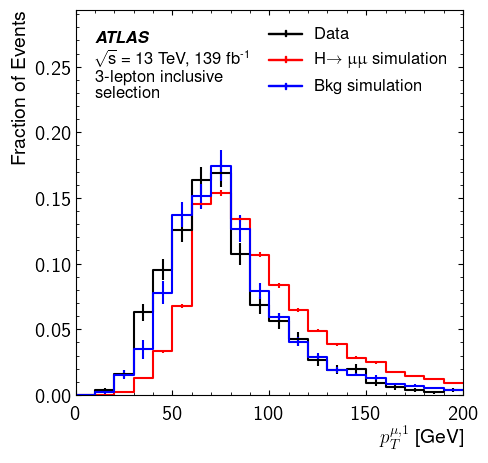 ATLAS
√s = 13 TeV, 139 fb⁻¹
3-lepton inclusive
selection
Data
H→ μμ simulation
Bkg simulation
Fraction of Events
0.25
0.20
0.15
0.10
0.05
0.00
0 50 100 150 200
p_T^{μ,1} [GeV]